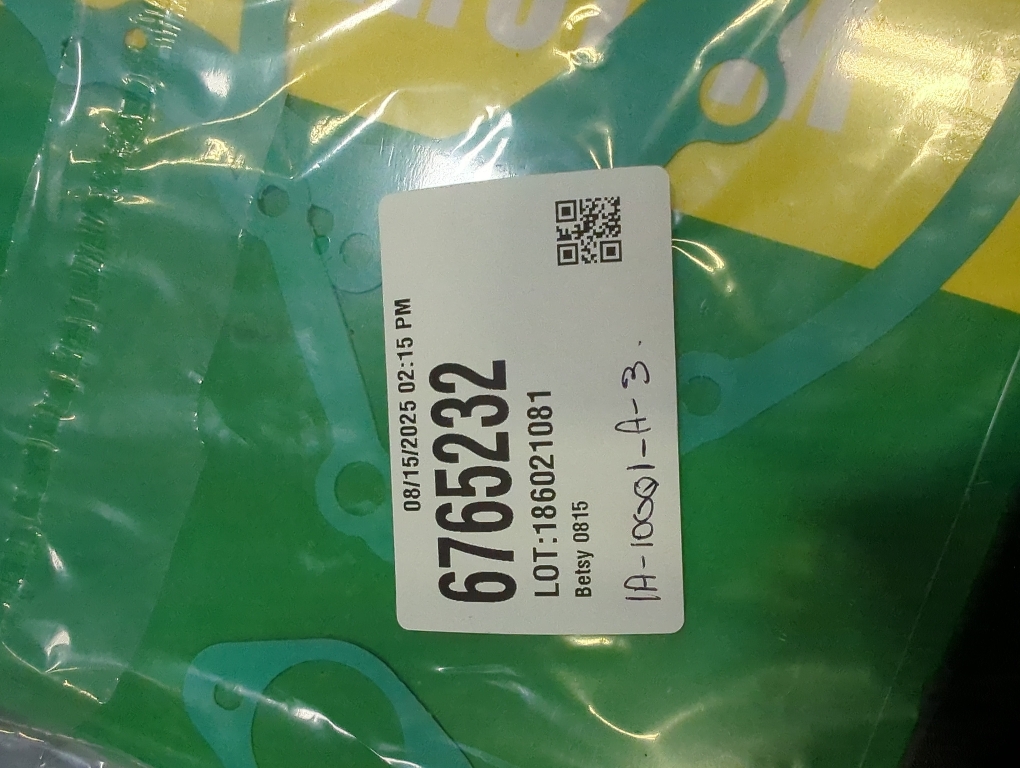 08/15/2025 02:15 PM
6765232
LOT:186021081
Betsy 0815
1A-10001-A-3.